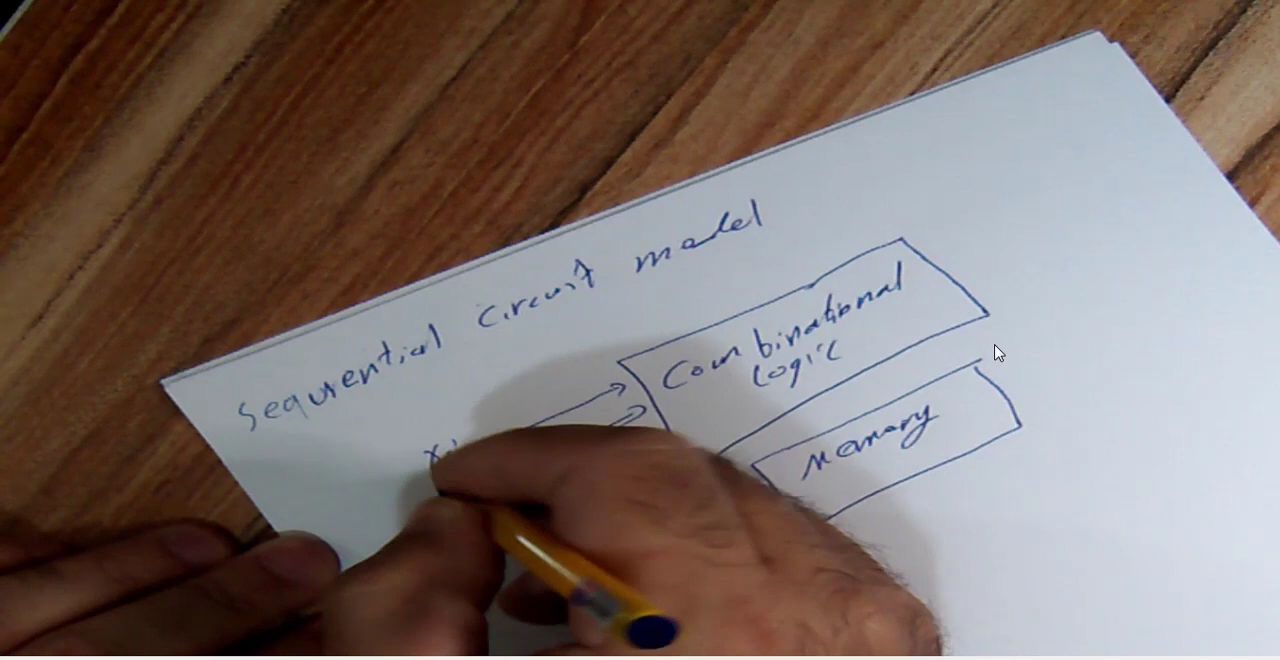 Sequential circuit model
Combinational
Logic
Memory